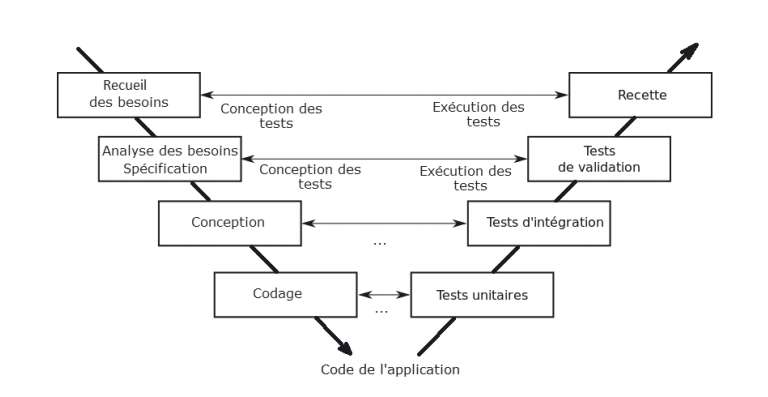 Recueil
des besoins
Recette
Conception des
tests
Exécution des
tests
Analyse des besoins
Spécification
Tests
de validation
Conception des
tests
Exécution des
tests
Conception
Tests d'intégration
...
Codage
Tests unitaires
...
Code de l'application